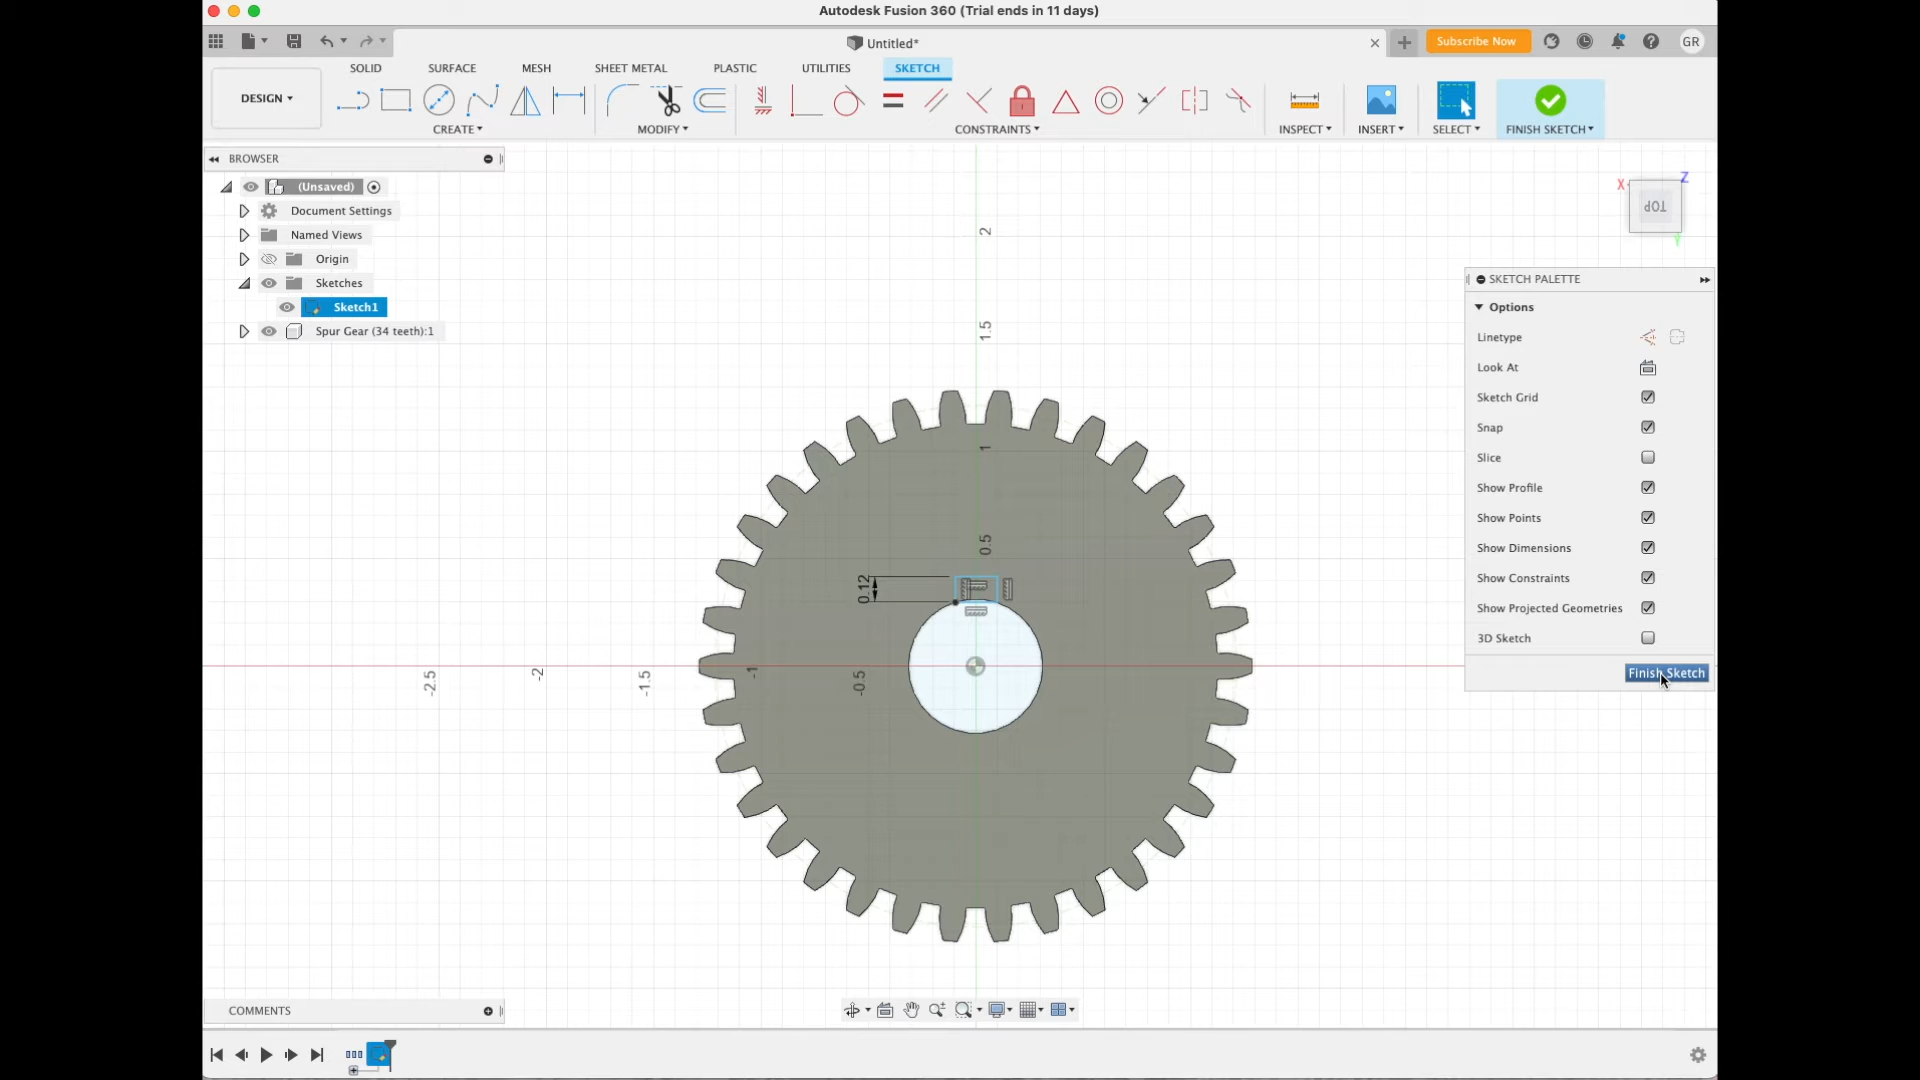 Autodesk Fusion 360 (Trial ends in 11 days)
Untitled*
Subscribe Now
GR
DESIGN
SOLID
SURFACE
MESH
SHEET METAL
PLASTIC
UTILITIES
SKETCH
CREATE
MODIFY
CONSTRAINTS
INSPECT
INSERT
SELECT
FINISH SKETCH
BROWSER
(Unsaved)
Document Settings
Named Views
Origin
Sketches
Sketch1
Spur Gear (34 teeth):1
X
Z
TOP
Y
2
1.5
1
0.5
0.12
-2.5
-2
-1.5
-1
-0.5
SKETCH PALETTE
Options
Linetype
Look At
Sketch Grid
Snap
Slice
Show Profile
Show Points
Show Dimensions
Show Constraints
Show Projected Geometries
3D Sketch
Finish Sketch
COMMENTS